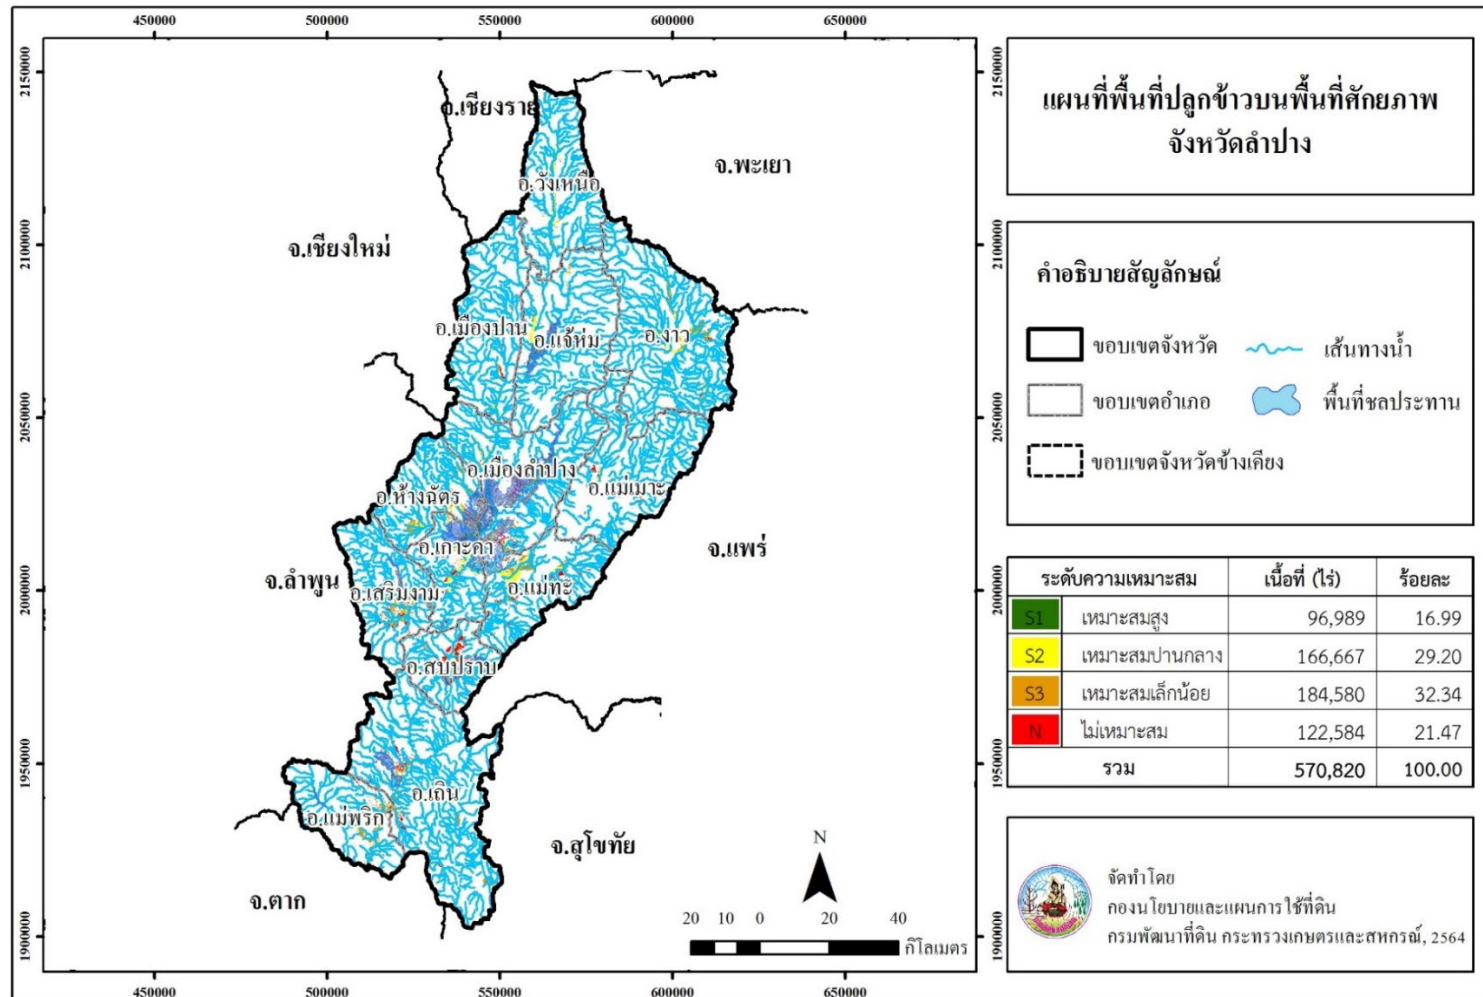 450000 500000 550000 600000 650000
2150000
2100000
2050000
2000000
1950000
1900000
จ.เชียงราย
จ.พะเยา
อ.วังเหนือ
จ.เชียงใหม่
อ.เมืองปาน
อ.แจ้ห่ม
อ.งาว
อ.เมืองลำปาง
อ.ห้างฉัตร
อ.แม่เมาะ
อ.เกาะคา
จ.แพร่
จ.ลำพูน
อ.เสริมงาม
อ.แม่ทะ
อ.สบปราบ
อ.เถิน
อ.แม่พริก
จ.สุโขทัย
จ.ตาก
N
20 10 0 20 40
กิโลเมตร
450000 500000 550000 600000 650000
2150000
2100000
2050000
2000000
1950000
1900000
แผนที่พื้นที่ปลูกข้าวบนพื้นที่ศักยภาพ
จังหวัดลำปาง
คำอธิบายสัญลักษณ์
ขอบเขตจังหวัด เส้นทางน้ำ
ขอบเขตอำเภอ พื้นที่ชลประทาน
ขอบเขตจังหวัดข้างเคียง
ระดับความเหมาะสม เนื้อที่ (ไร่) ร้อยละ
S1 เหมาะสมสูง 96,989 16.99
S2 เหมาะสมปานกลาง 166,667 29.20
S3 เหมาะสมเล็กน้อย 184,580 32.34
N ไม่เหมาะสม 122,584 21.47
รวม 570,820 100.00
จัดทำโดย
กองนโยบายและแผนการใช้ที่ดิน
กรมพัฒนาที่ดิน กระทรวงเกษตรและสหกรณ์, 2564